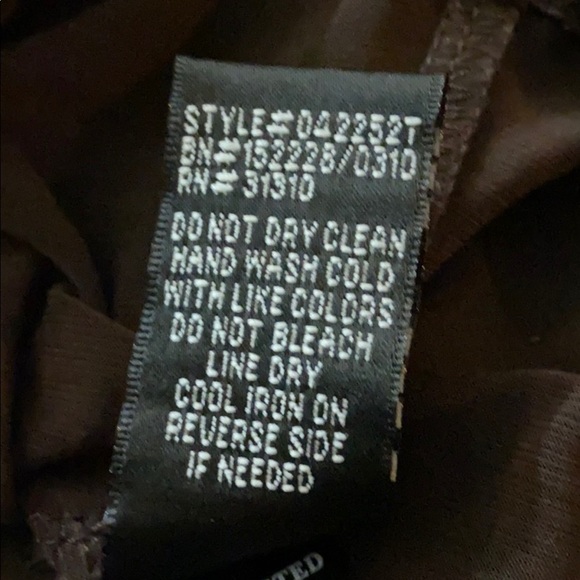 STYLE# 042252T
BN# 152228/0310
RN# 31310
DO NOT DRY CLEAN
HAND WASH COLD
WITH LIKE COLORS
DO NOT BLEACH
LINE DRY
COOL IRON ON
REVERSE SIDE
IF NEEDED